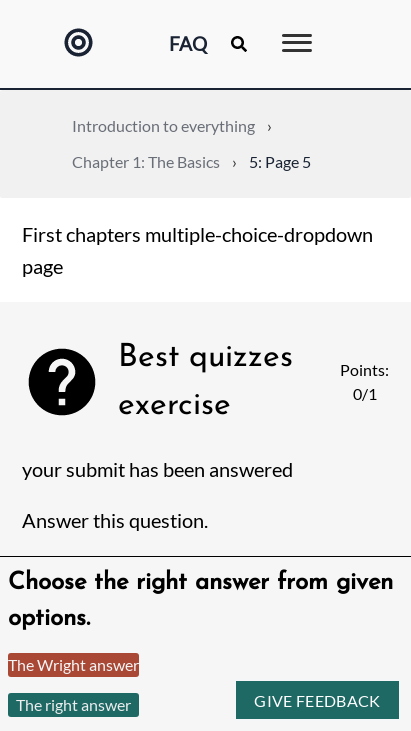 FAQ
Introduction to everything ›
Chapter 1: The Basics › 5: Page 5
First chapters multiple-choice-dropdown
page
Best quizzes
exercise
Points:
0/1
your submit has been answered
Answer this question.
Choose the right answer from given
options.
The Wright answer
The right answer
GIVE FEEDBACK